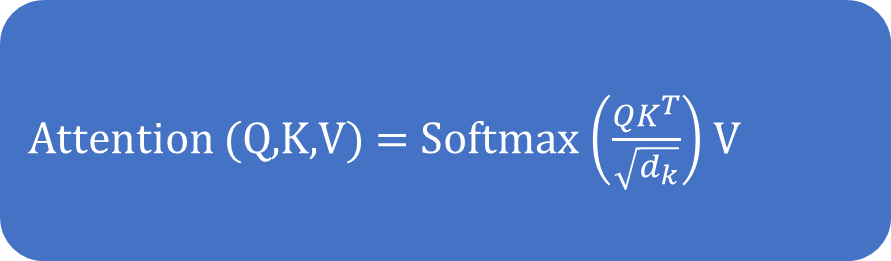 Attention (Q,K,V) = Softmax (QK^T / √d_k) V